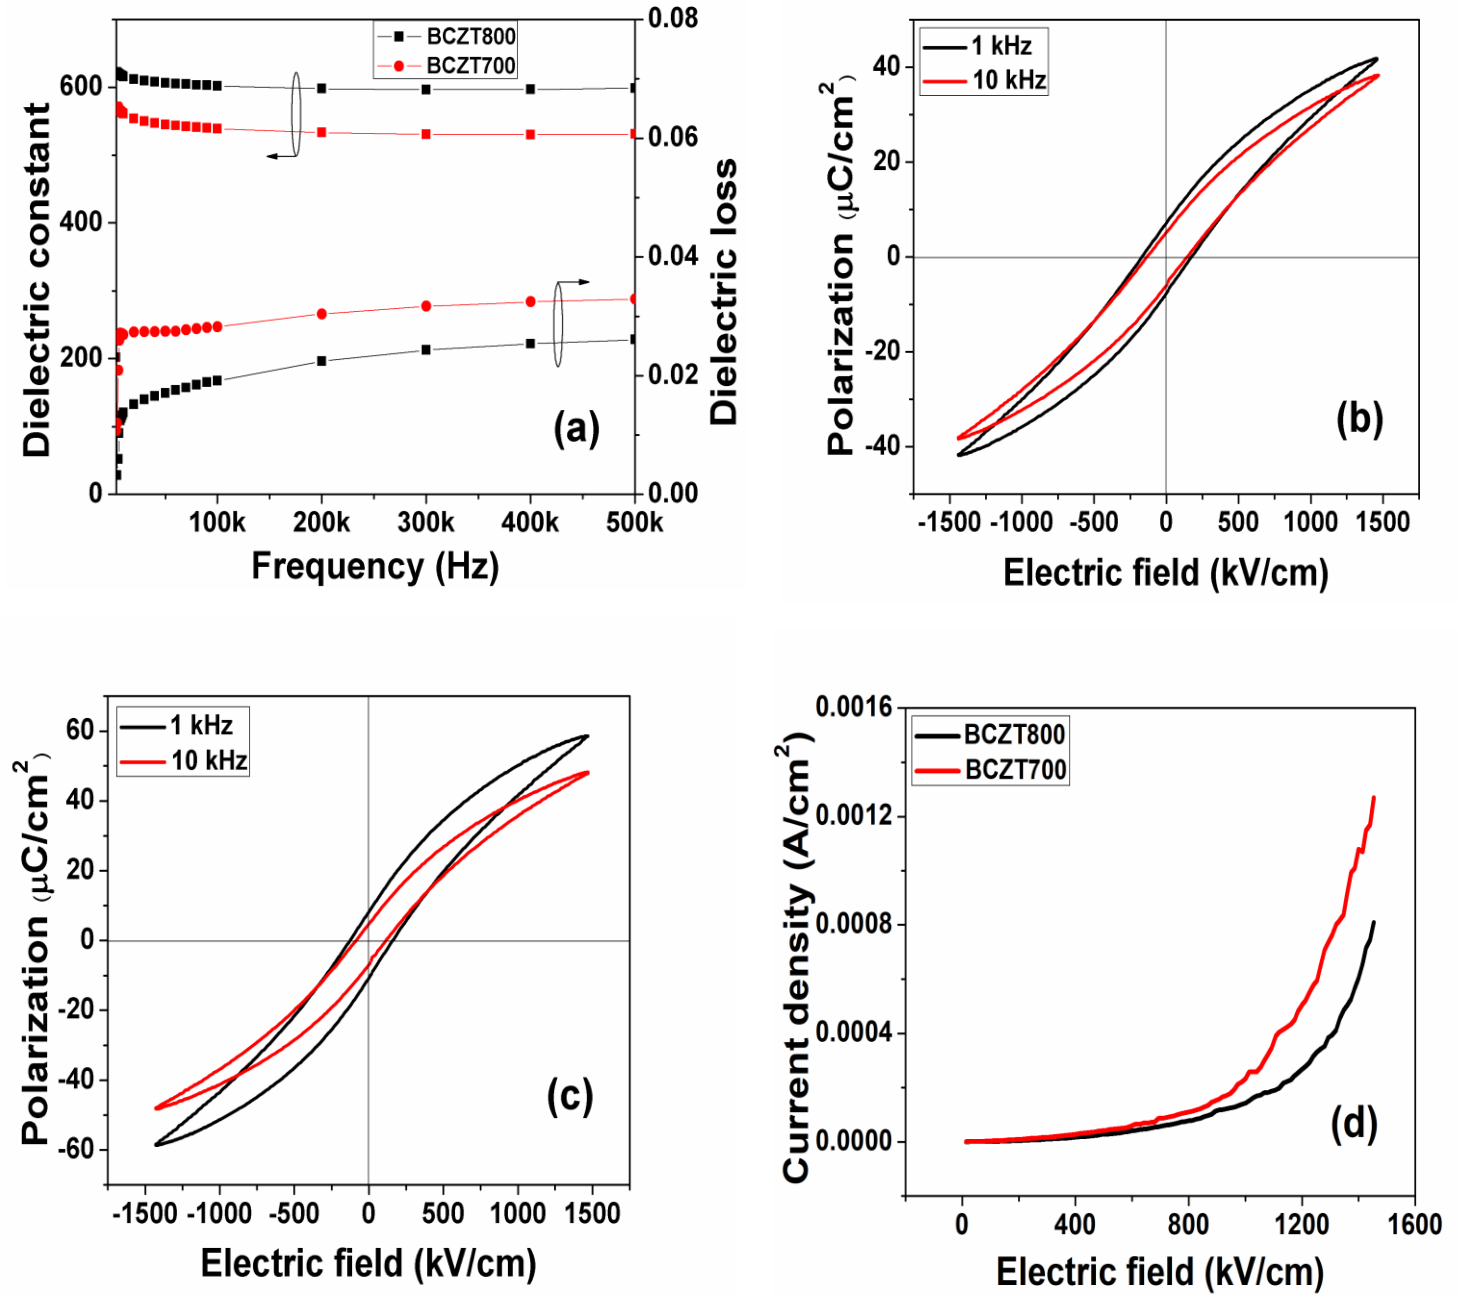 BCZT800
BCZT700
Dielectric constant
600
400
200
0
0.08
0.06
0.04
0.02
0.00
Dielectric loss
(a)
100k 200k 300k 400k 500k
Frequency (Hz)
1 kHz
10 kHz
Polarization (μC/cm²)
40
20
0
-20
-40
(b)
-1500 -1000 -500 0 500 1000 1500
Electric field (kV/cm)
1 kHz
10 kHz
Polarization (μC/cm²)
60
40
20
0
-20
-40
-60
(c)
-1500 -1000 -500 0 500 1000 1500
Electric field (kV/cm)
BCZT800
BCZT700
Current density (A/cm²)
0.0016
0.0012
0.0008
0.0004
0.0000
(d)
0 400 800 1200 1600
Electric field (kV/cm)